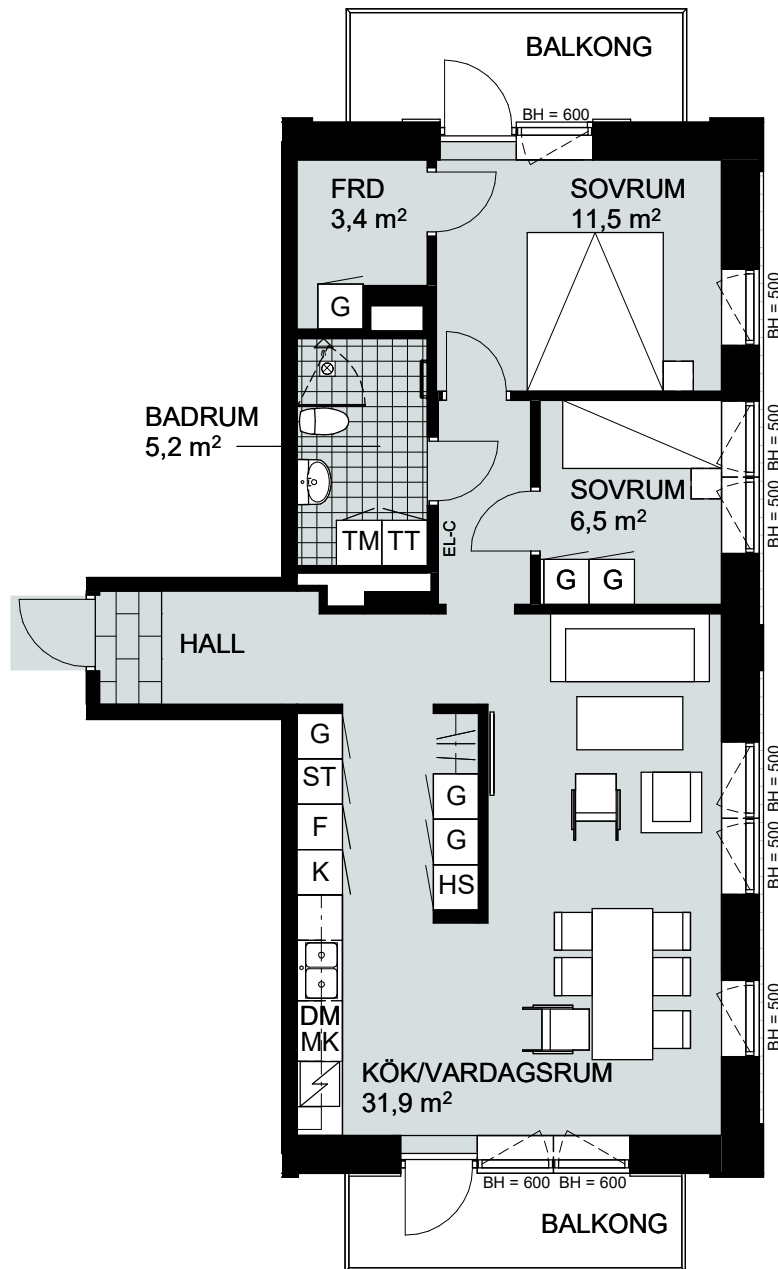 BALKONG
BH = 600
FRD
3,4 m²
SOVRUM
11,5 m²
G
BH = 500
BADRUM
5,2 m²
BH = 500
BH = 500
SOVRUM
6,5 m²
TM TT
EL-C
G G
HALL
G
ST
F
K
G
G
HS
BH = 500
BH = 500
DM
MK
BH = 500
KÖK/VARDAGSRUM
31,9 m²
BH = 600 BH = 600
BALKONG